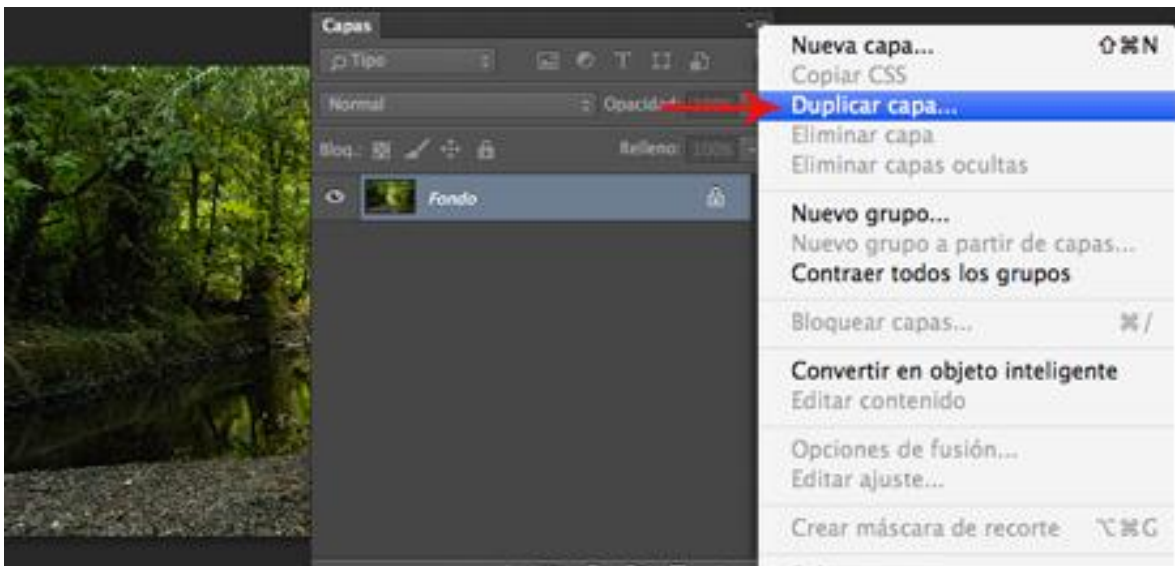 Capas
Tipo
Normal
Opacidad:
Bloq.:
Relleno: 100%
Fondo
Nueva capa... ⇧⌘N
Copiar CSS
Duplicar capa...
Eliminar capa
Eliminar capas ocultas
Nuevo grupo...
Nuevo grupo a partir de capas...
Contraer todos los grupos
Bloquear capas... ⌘/
Convertir en objeto inteligente
Editar contenido
Opciones de fusión...
Editar ajuste...
Crear máscara de recorte ⌥⌘G